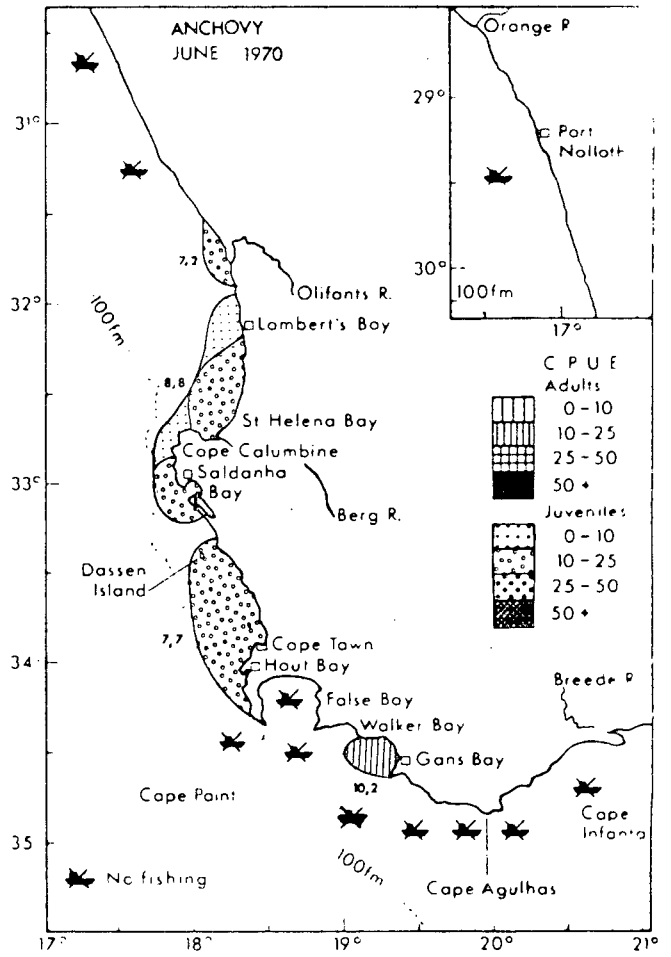 ANCHOVY
JUNE 1970
Orange R
29°
Port
Nolloth
30°
100fm
17°
31°
7,2
Olifants R.
32°
100fm
Lambert's Bay
8,8
St Helena Bay
Cape Calumbine
Saldanha
Bay
33°
Berg R.
Dassen
Island
7,7
Cape Town
34°
Hout Bay
False Bay
Walker Bay
Gans Bay
10,2
Breede R
Cape Point
Cape
Infanta
35°
100fm
No fishing
Cape Agulhas
17°
18°
19°
20°
21°
C P U E
Adults
0-10
10-25
25-50
50 +
Juveniles
0-10
10-25
25-50
50 +